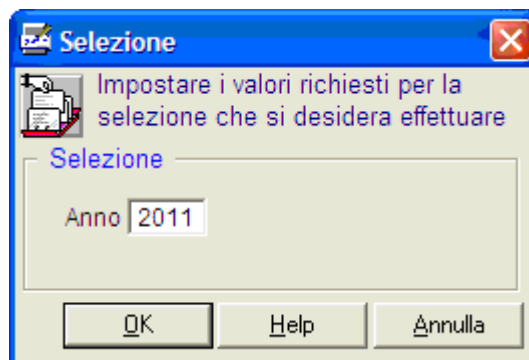 Selezione
Impostare i valori richiesti per la
selezione che si desidera effettuare
Selezione
Anno 2011
OK Help Annulla